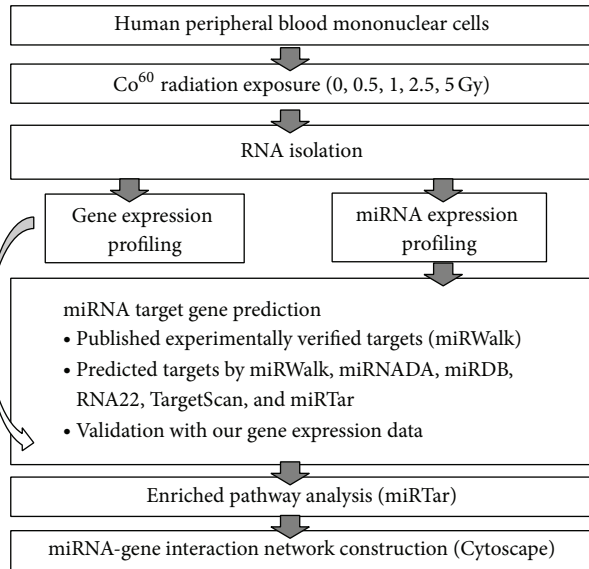 Human peripheral blood mononuclear cells
Co⁶⁰ radiation exposure (0, 0.5, 1, 2.5, 5 Gy)
RNA isolation
Gene expression
profiling
miRNA expression
profiling
miRNA target gene prediction
• Published experimentally verified targets (miRWalk)
• Predicted targets by miRWalk, miRNADA, miRDB,
RNA22, TargetScan, and miRTar
• Validation with our gene expression data
Enriched pathway analysis (miRTar)
miRNA-gene interaction network construction (Cytoscape)